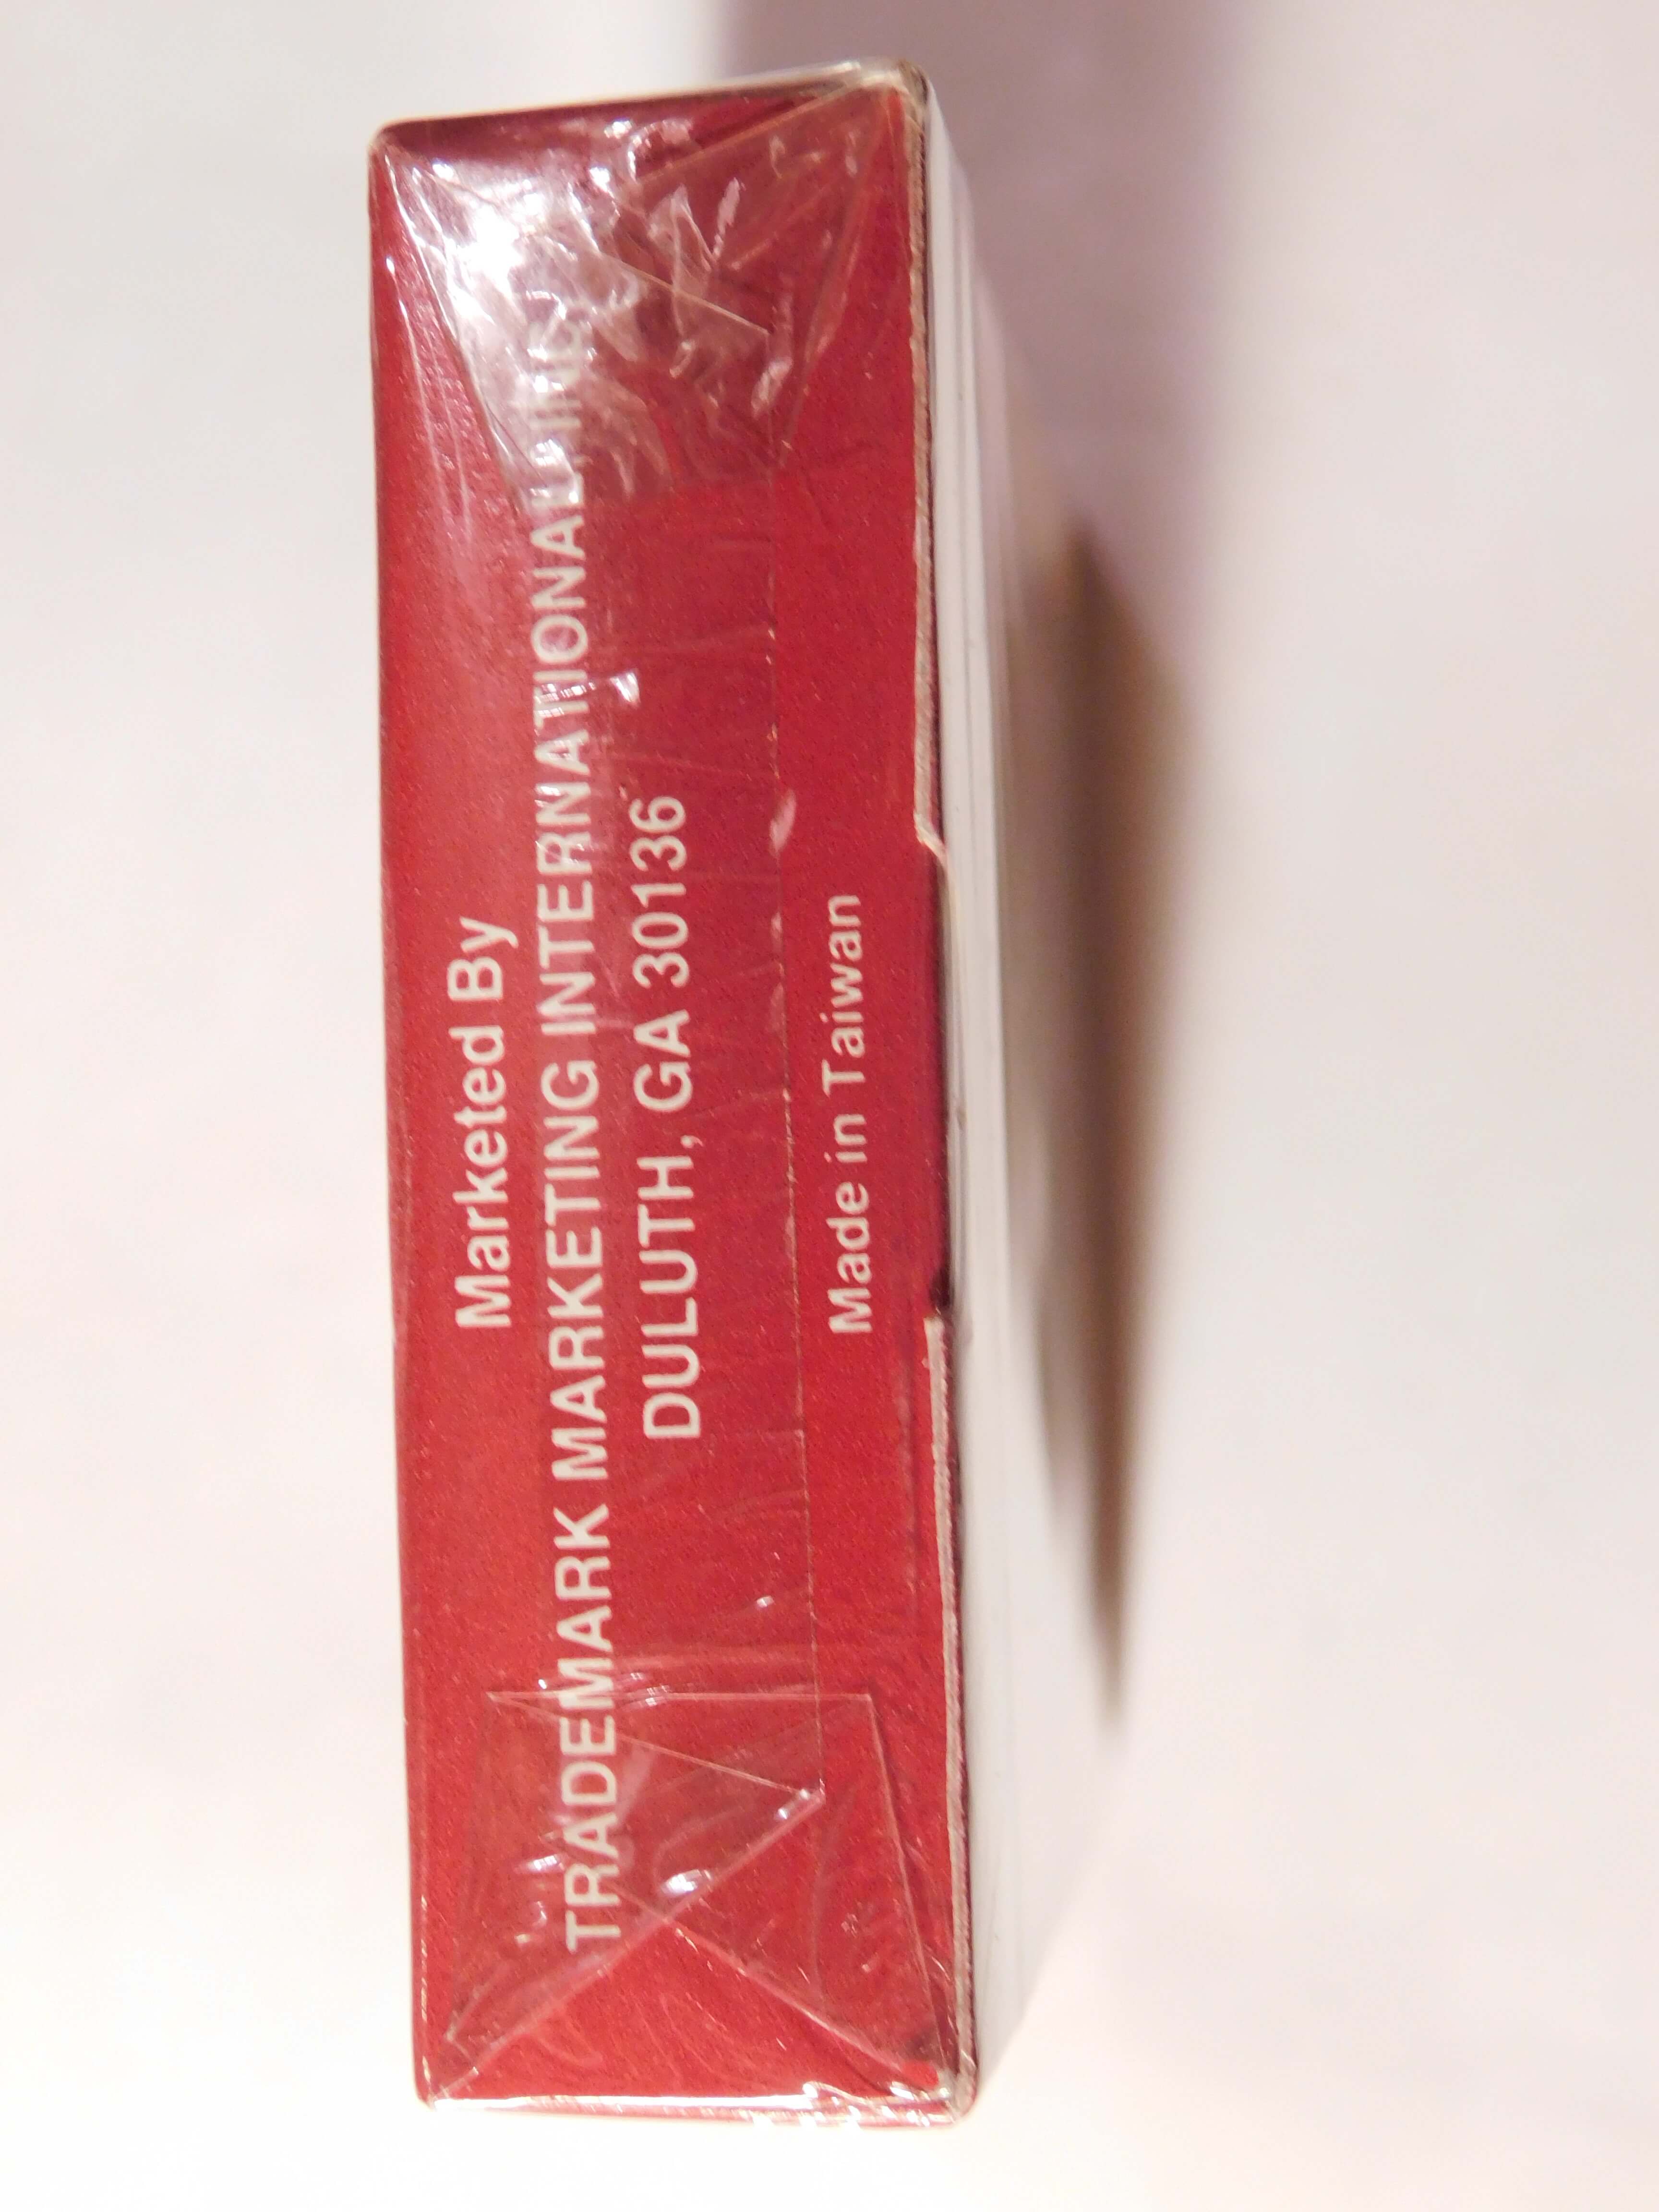 Marketed By
TRADEMARK MARKETING INTERNATIONAL, INC.
DULUTH, GA 30136
Made in Taiwan